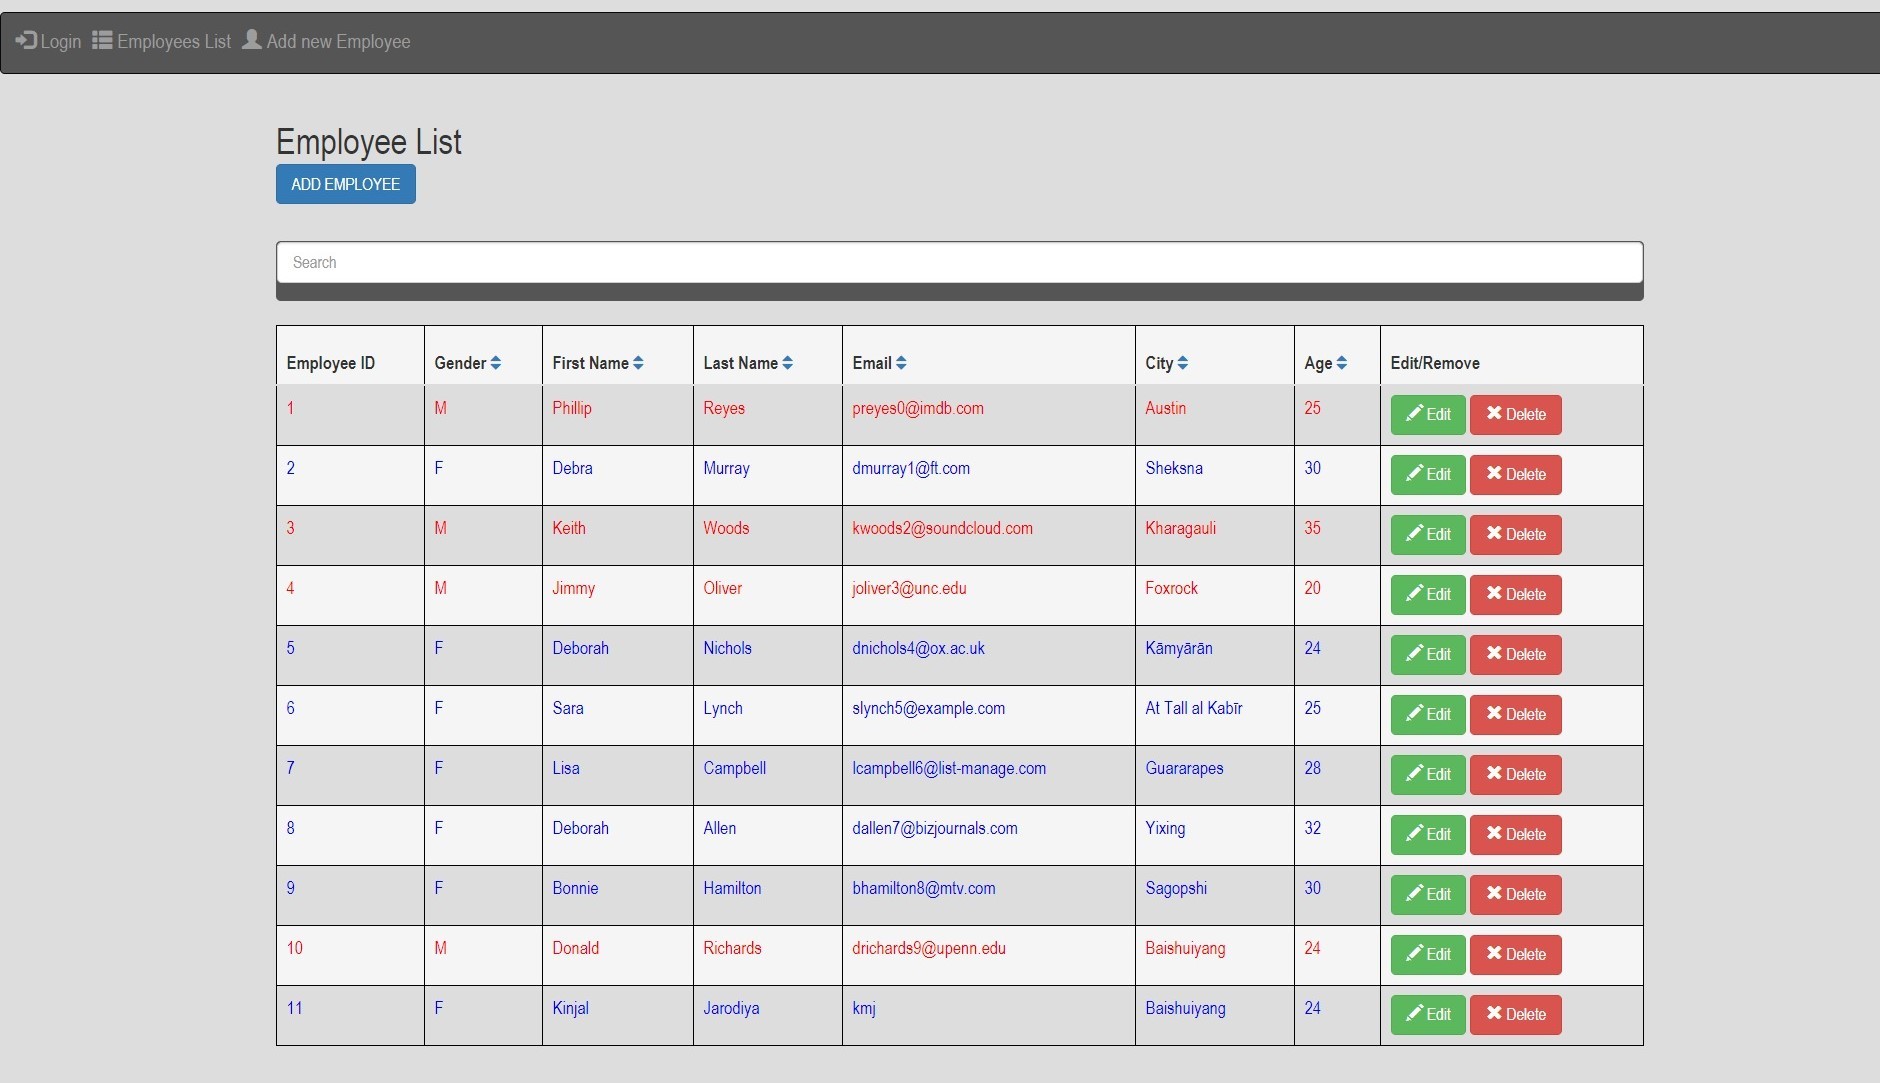 Login Employees List Add new Employee
Employee List
ADD EMPLOYEE
Search
Employee ID Gender First Name Last Name Email City Age Edit/Remove
1 M Phillip Reyes preyes0@imdb.com Austin 25 Edit Delete
2 F Debra Murray dmurray1@ft.com Sheksna 30 Edit Delete
3 M Keith Woods kwoods2@soundcloud.com Kharagauli 35 Edit Delete
4 M Jimmy Oliver joliver3@unc.edu Foxrock 20 Edit Delete
5 F Deborah Nichols dnichols4@ox.ac.uk Kāmyārān 24 Edit Delete
6 F Sara Lynch slynch5@example.com At Tall al Kabīr 25 Edit Delete
7 F Lisa Campbell lcampbell6@list-manage.com Guararapes 28 Edit Delete
8 F Deborah Allen dallen7@bizjournals.com Yixing 32 Edit Delete
9 F Bonnie Hamilton bhamilton8@mtv.com Sagopshi 30 Edit Delete
10 M Donald Richards drichards9@upenn.edu Baishuiyang 24 Edit Delete
11 F Kinjal Jarodiya kmj Baishuiyang 24 Edit Delete